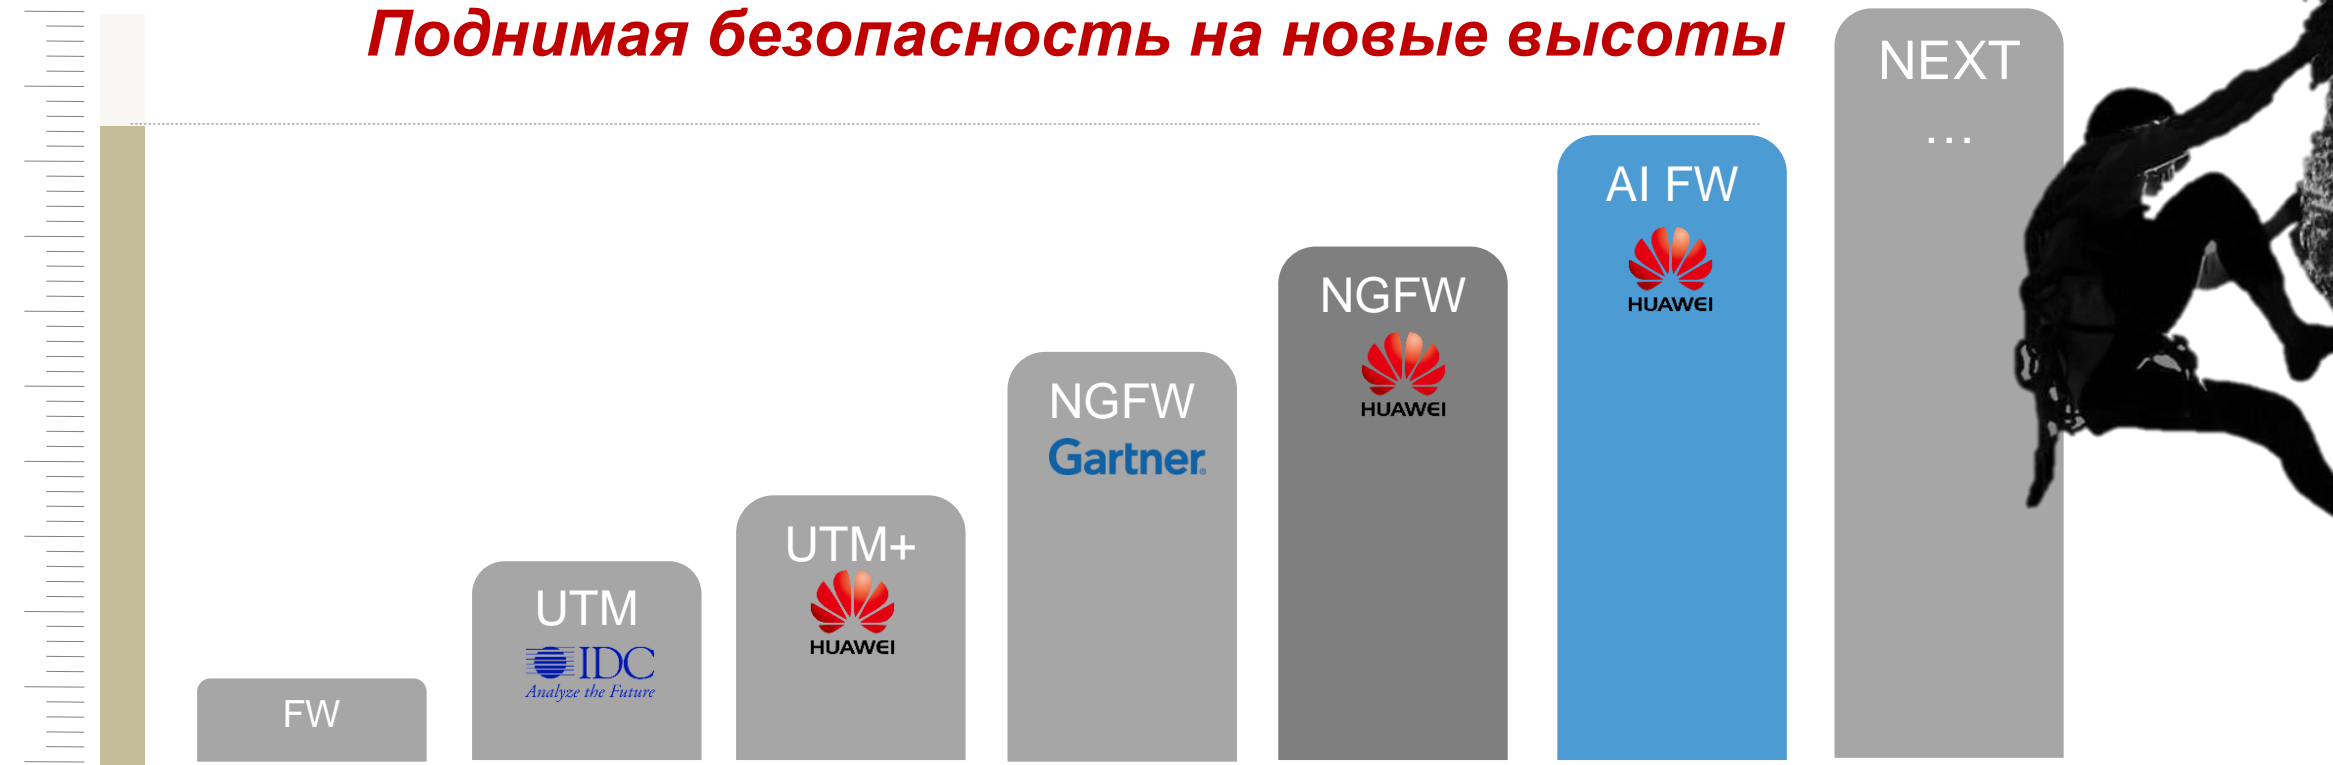 Поднимая безопасность на новые высоты
NEXT
...
AI FW
HUAWEI
NGFW
HUAWEI
NGFW
Gartner®
UTM+
HUAWEI
UTM
IDC
Analyze the Future
FW